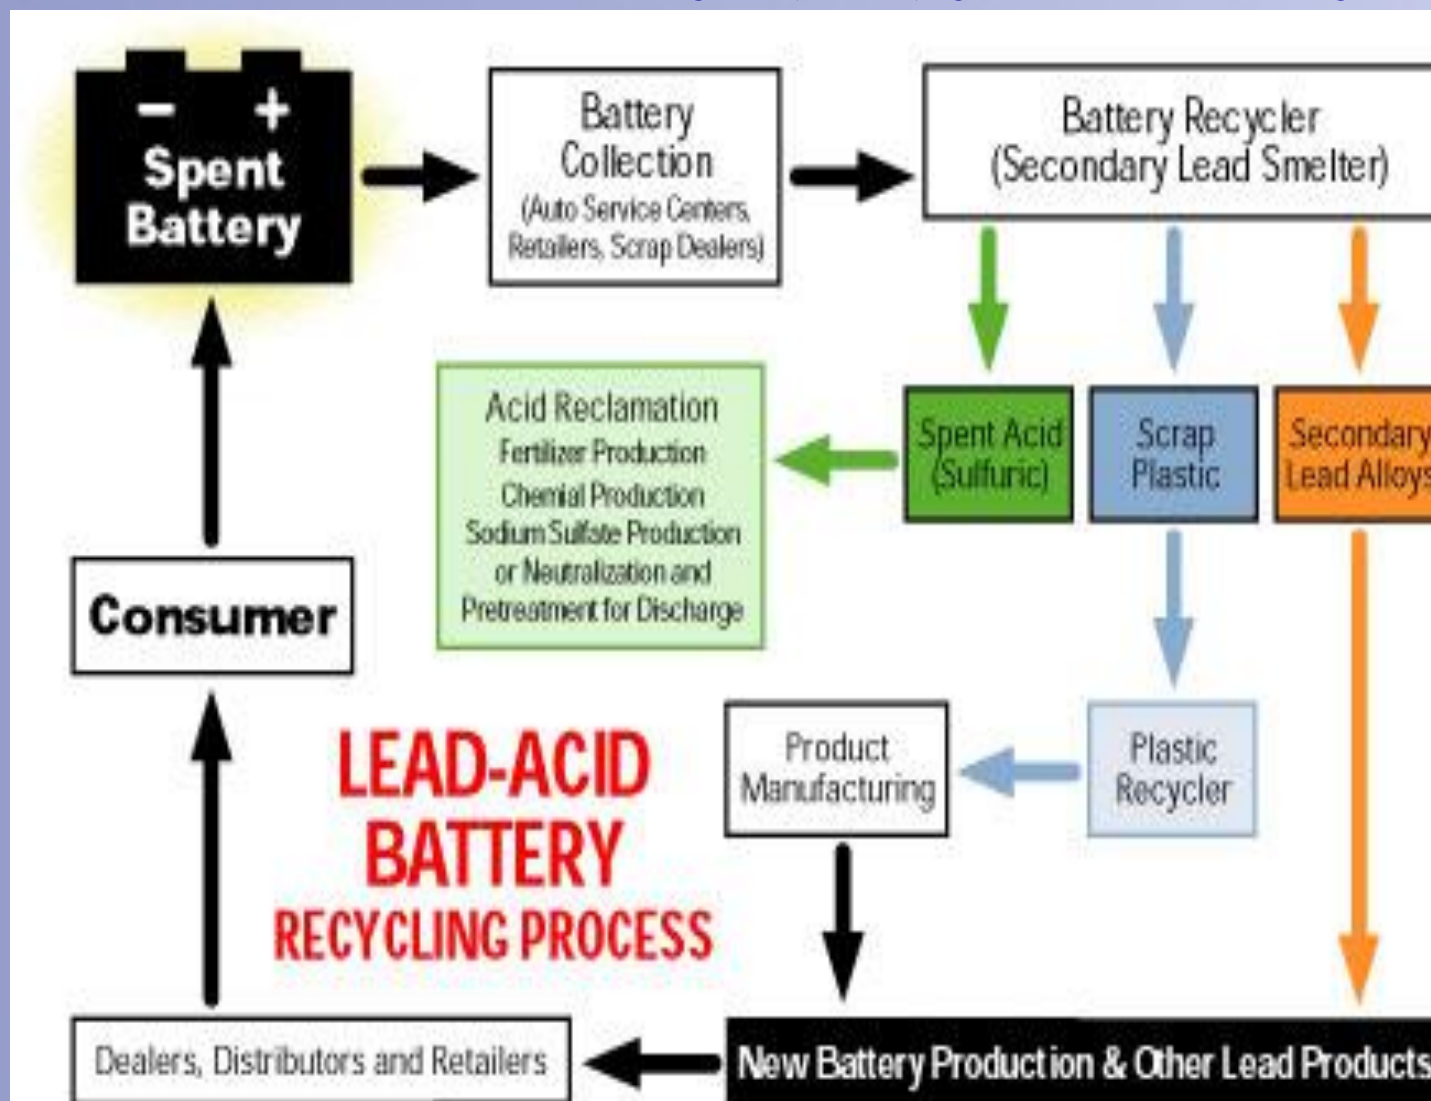 − +
Spent
Battery
Battery
Collection
(Auto Service Centers,
Retailers, Scrap Dealers)
Battery Recycler
(Secondary Lead Smelter)
Acid Reclamation
Fertilizer Production
Chemial Production
Sodium Sulfate Production
or Neutralization and
Pretreatment for Discharge
Spent Acid
(Sulfuric)
Scrap
Plastic
Secondary
Lead Alloys
Consumer
LEAD-ACID
BATTERY
RECYCLING PROCESS
Product
Manufacturing
Plastic
Recycler
Dealers, Distributors and Retailers
New Battery Production & Other Lead Products